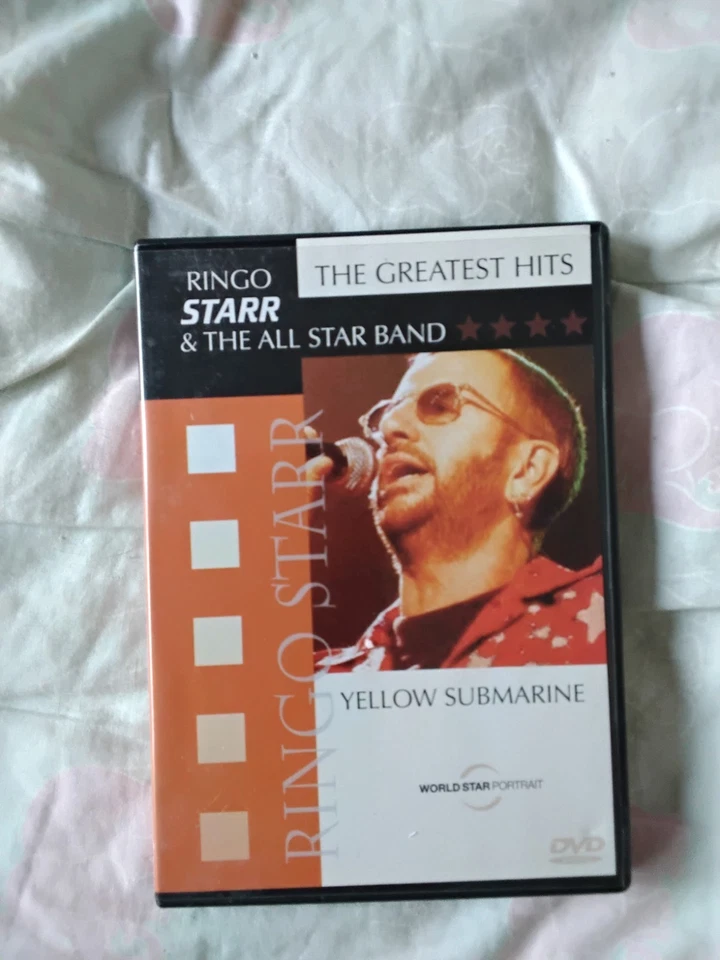 THE GREATEST HITS
RINGO
STARR
& THE ALL STAR BAND
RINGO STARR
YELLOW SUBMARINE
WORLD STAR PORTRAIT
DVD